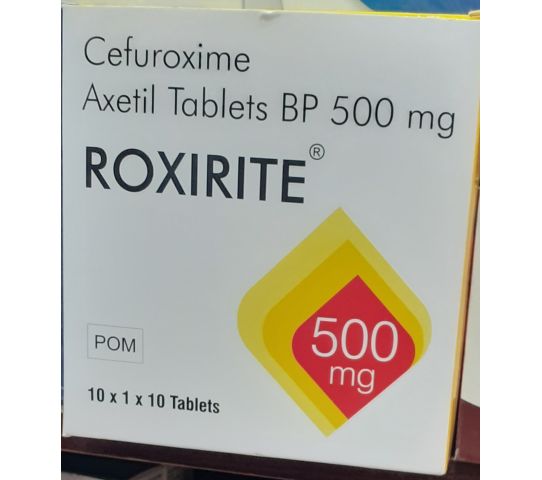 Cefuroxime
Axetil Tablets BP 500 mg
ROXIRITE®
500
mg
POM
10 x 1 x 10 Tablets